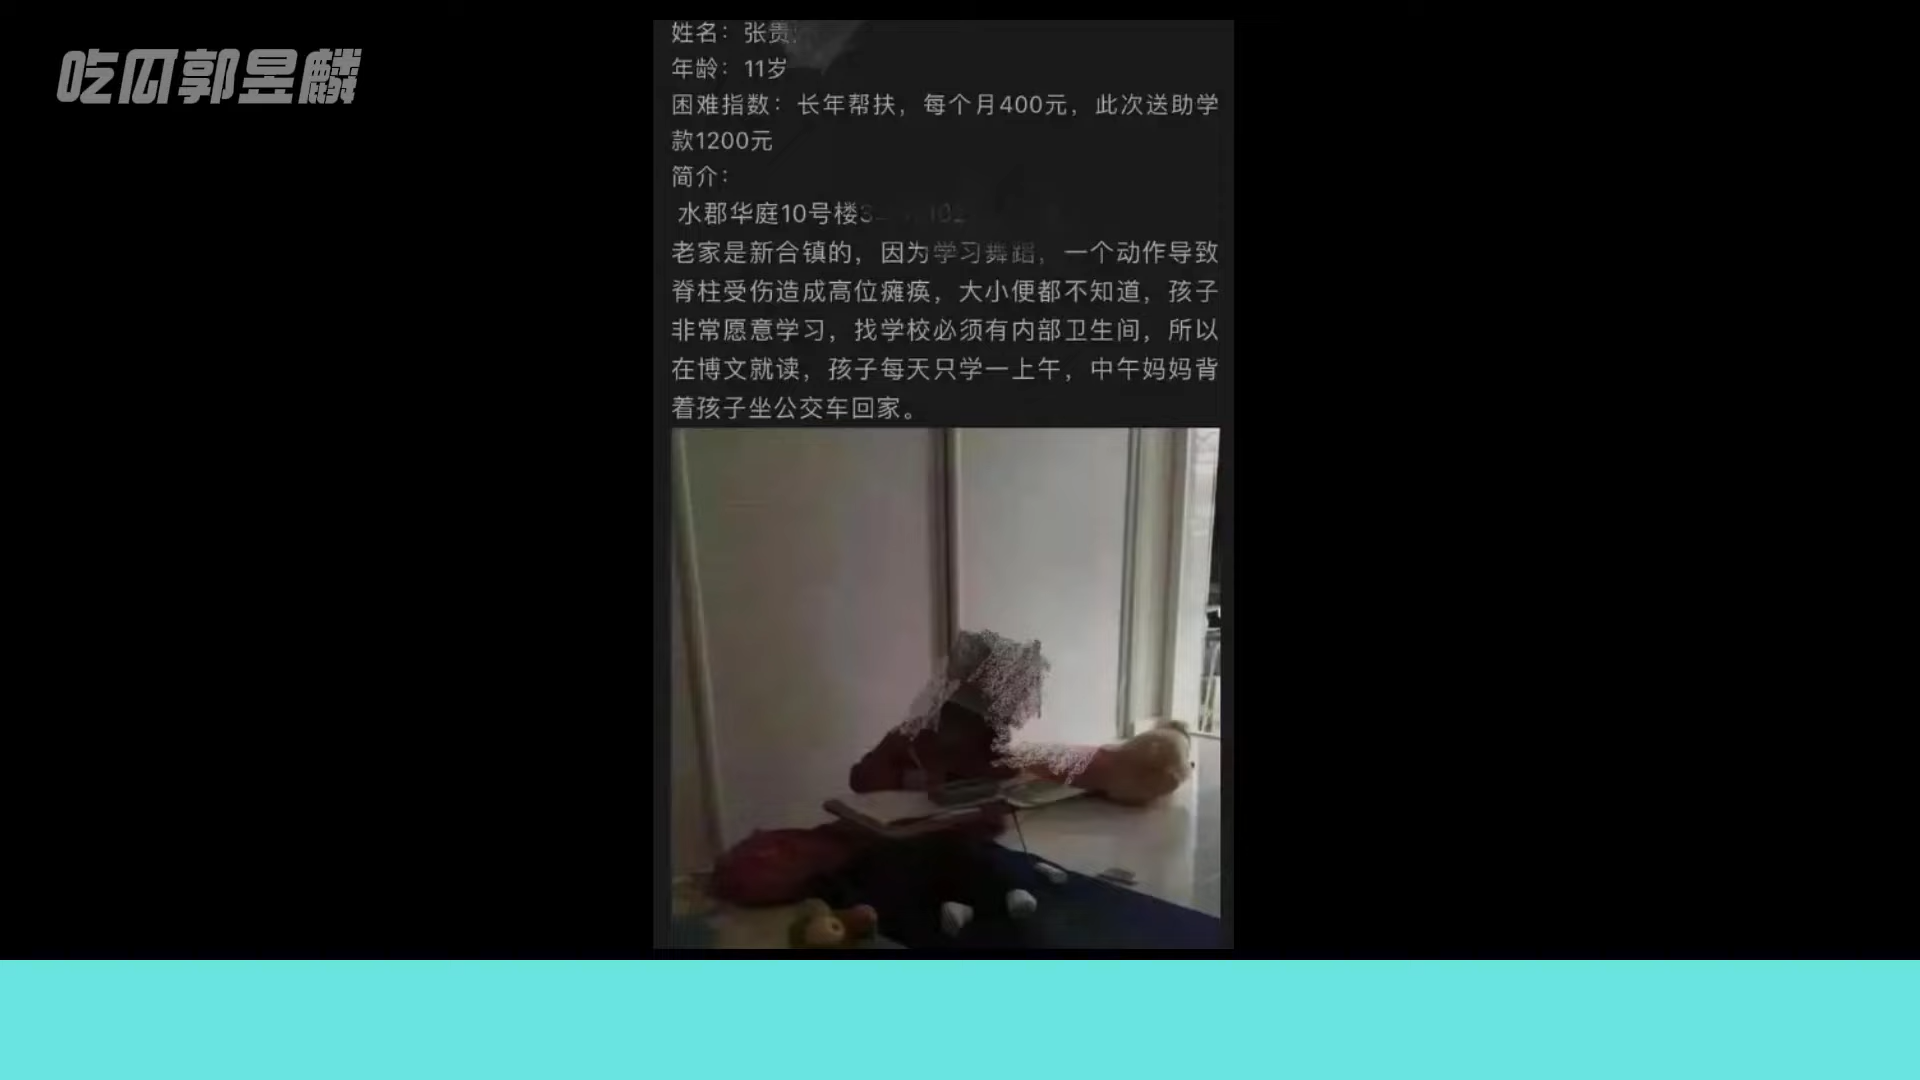 吃瓜郭昱麟
姓名：张贵
年龄：11岁
困难指数：长年帮扶，每个月400元，此次送助学
款1200元
简介：
水郡华庭10号楼3
老家是新合镇的，因为学习舞蹈，一个动作导致
脊柱受伤造成高位瘫痪，大小便都不知道，孩子
非常愿意学习，找学校必须有内部卫生间，所以
在博文就读，孩子每天只学一上午，中午妈妈背
着孩子坐公交车回家。